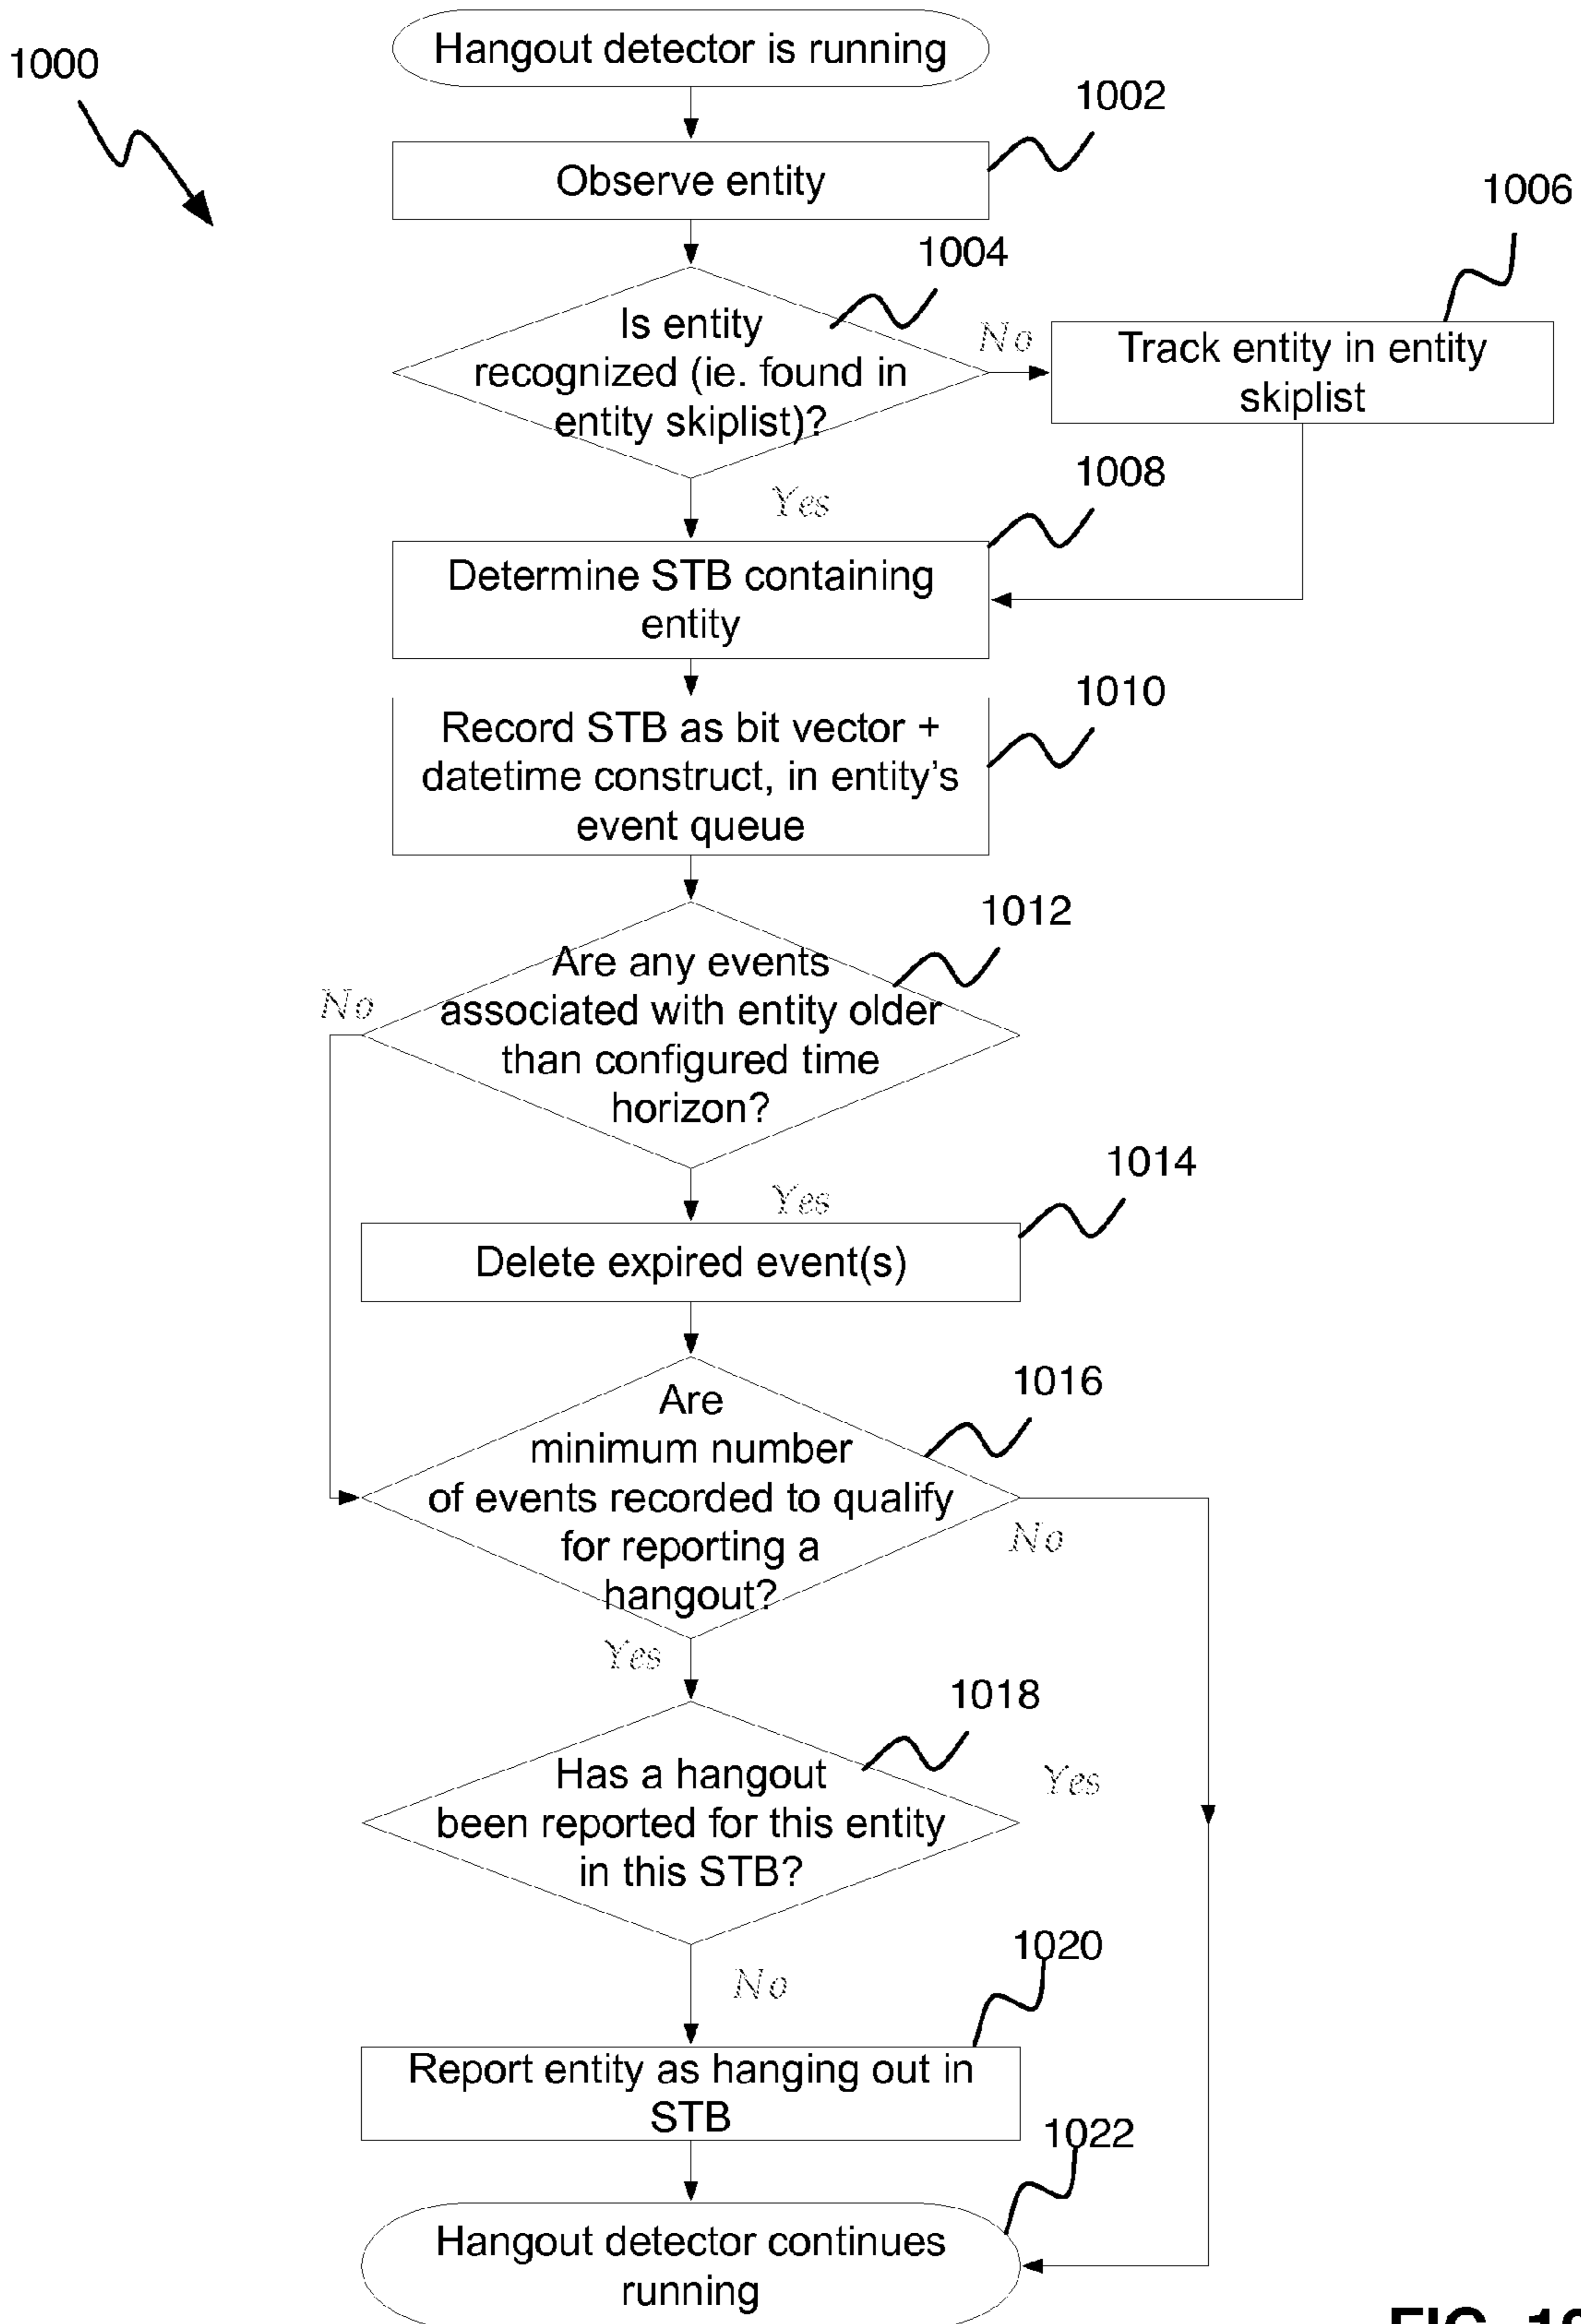 Hangout detector is running
1000
1002
Observe entity
1006
1004
Is entity
recognized (ie. found in
entity skiplist)?
No
Track entity in entity
skiplist
Yes
1008
Determine STB containing
entity
1010
Record STB as bit vector +
datetime construct, in entity's
event queue
1012
Are any events
associated with entity older
than configured time
horizon?
No
Yes
1014
Delete expired event(s)
1016
Are
minimum number
of events recorded to qualify
for reporting a
hangout?
No
Yes
1018
Has a hangout
been reported for this entity
in this STB?
Yes
No
1020
Report entity as hanging out in
STB
1022
Hangout detector continues
running